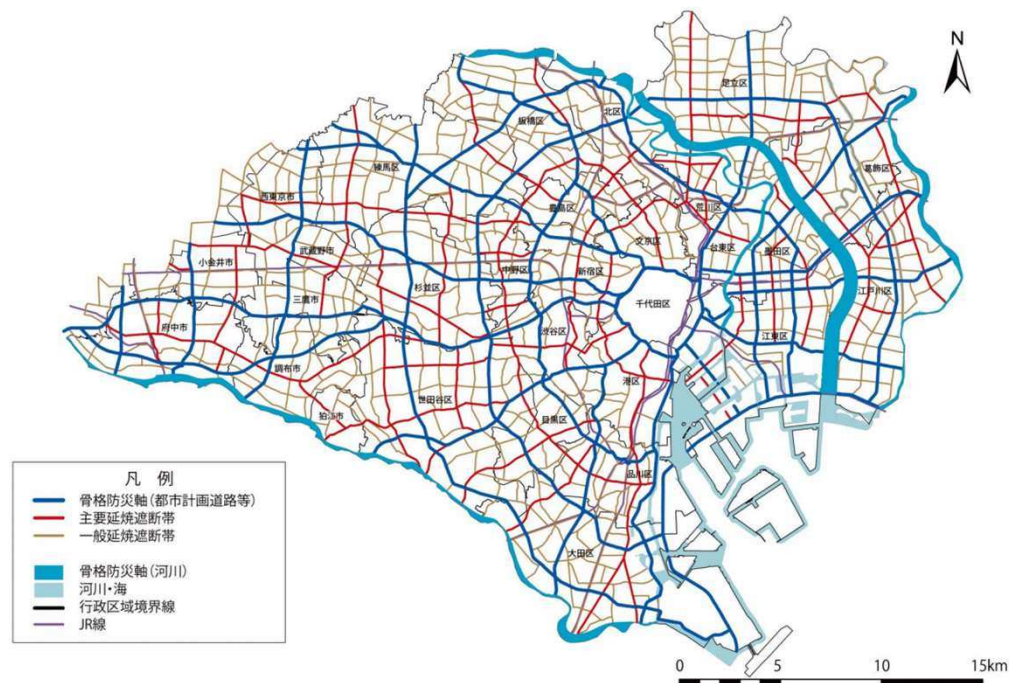 N
足立区
北区
板橋区
葛飾区
練馬区
西東京市
豊島区
荒川区
文京区
台東区
墨田区
武蔵野市
小金井市
中野区
新宿区
杉並区
千代田区
江戸川区
三鷹市
府中市
渋谷区
江東区
調布市
港区
世田谷区
狛江市
目黒区
品川区
大田区
凡 例
骨格防災軸(都市計画道路等)
主要延焼遮断帯
一般延焼遮断帯
骨格防災軸(河川)
河川・海
行政区域境界線
JR線
0 5 10 15km